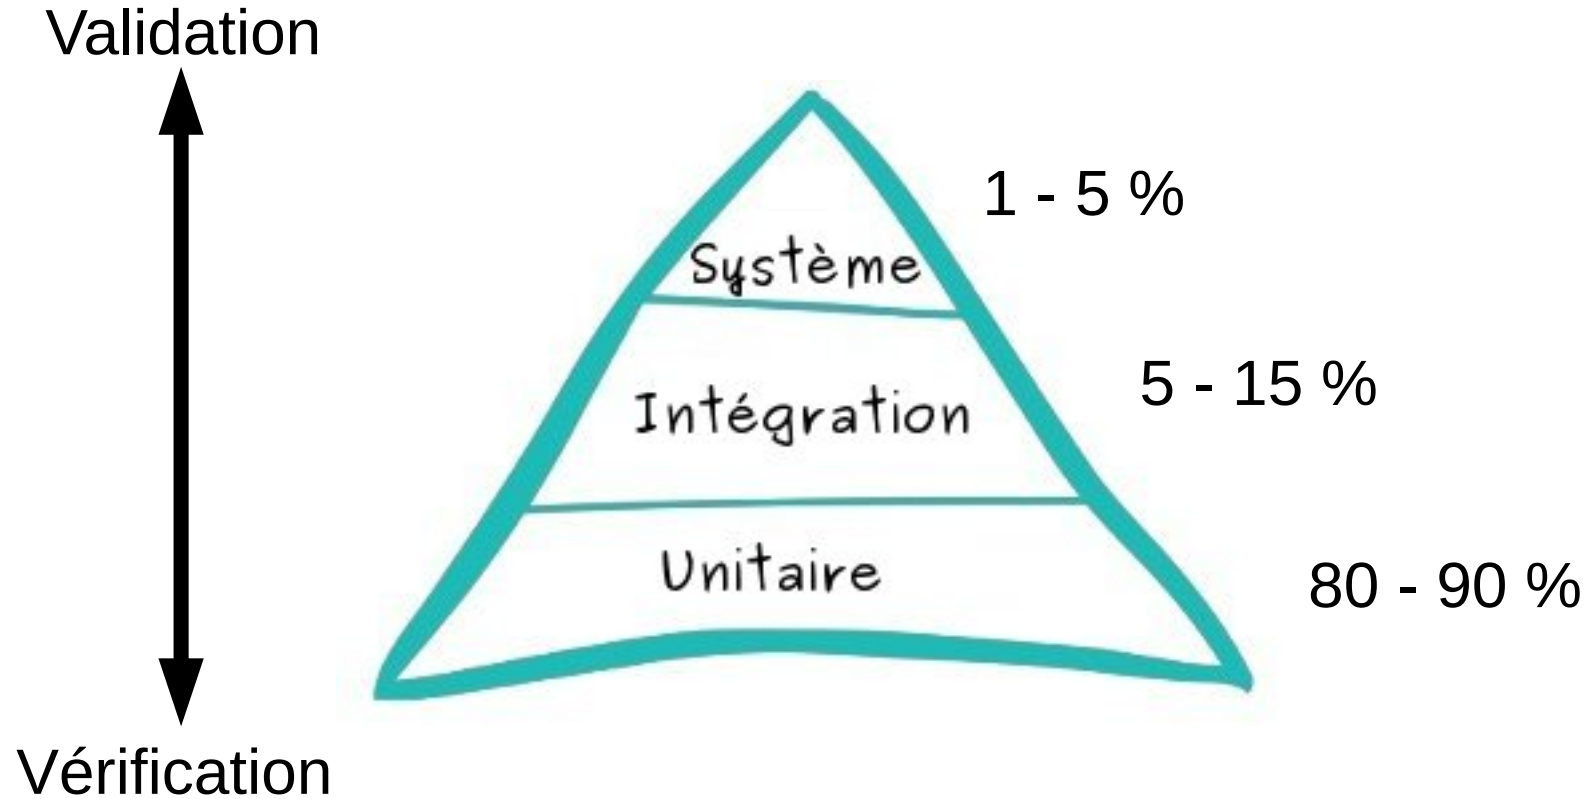 Validation
1 - 5 %
Système
5 - 15 %
Intégration
Unitaire
80 - 90 %
Vérification